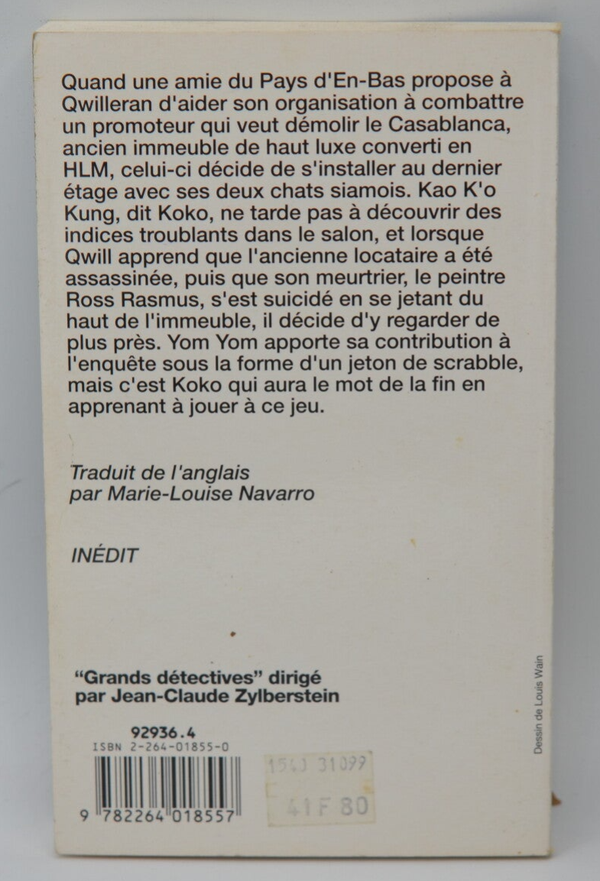 Quand une amie du Pays d'En-Bas propose à
Qwilleran d'aider son organisation à combattre
un promoteur qui veut démolir le Casablanca,
ancien immeuble de haut luxe converti en
HLM, celui-ci décide de s'installer au dernier
étage avec ses deux chats siamois. Kao K'o
Kung, dit Koko, ne tarde pas à découvrir des
indices troublants dans le salon, et lorsque
Qwill apprend que l'ancienne locataire a été
assassinée, puis que son meurtrier, le peintre
Ross Rasmus, s'est suicidé en se jetant du
haut de l'immeuble, il décide d'y regarder de
plus près. Yom Yom apporte sa contribution à
l'enquête sous la forme d'un jeton de scrabble,
mais c'est Koko qui aura le mot de la fin en
apprenant à jouer à ce jeu.
Traduit de l'anglais
par Marie-Louise Navarro
INÉDIT
"Grands détectives" dirigé
par Jean-Claude Zylberstein
92936.4
ISBN 2-264-01855-0
9 782264 018557
31099
41F80
Dessin de Louis Wain